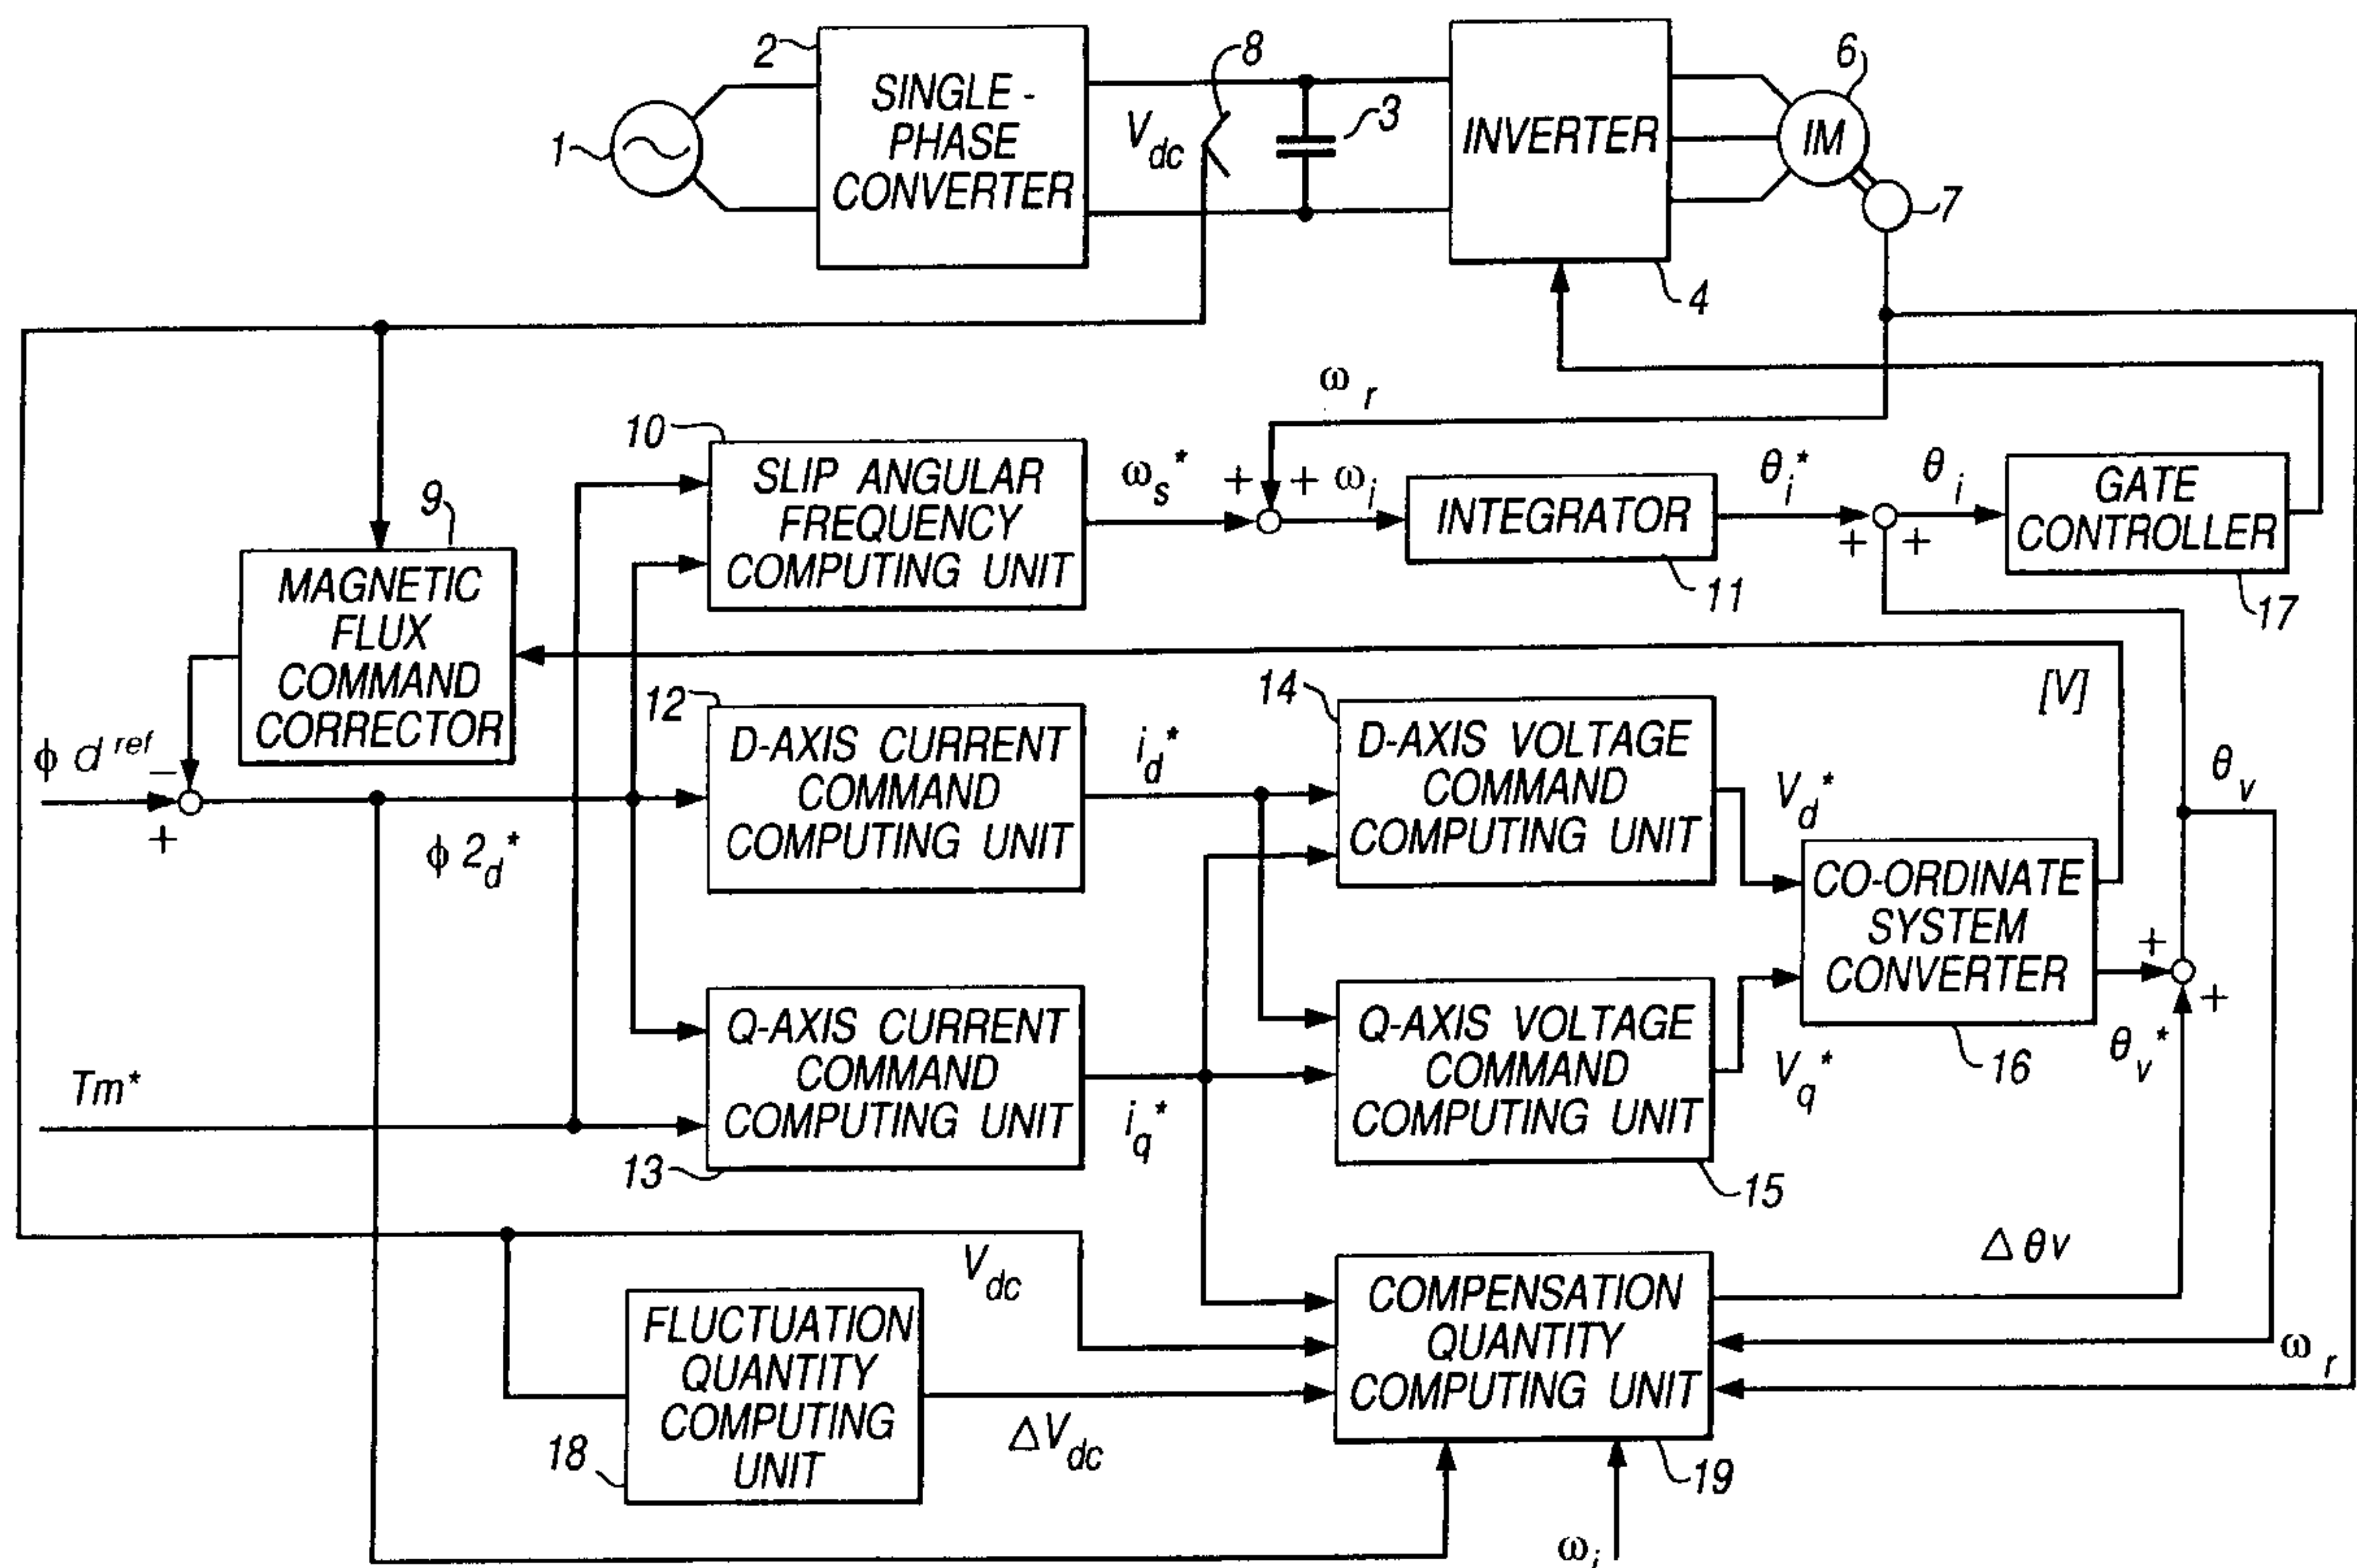 2
SINGLE -
PHASE
CONVERTER
1
V_dc
8
3
INVERTER
4
IM
6
7
ω_r
10
SLIP ANGULAR
FREQUENCY
COMPUTING UNIT
ω_s*
+
+
ω_i
INTEGRATOR
11
θ_i*
+
+
θ_i
GATE
CONTROLLER
17
9
MAGNETIC
FLUX
COMMAND
CORRECTOR
φ d^ref
−
+
φ 2_d*
12
D-AXIS CURRENT
COMMAND
COMPUTING UNIT
i_d*
14
D-AXIS VOLTAGE
COMMAND
COMPUTING UNIT
V_d*
[V]
θ_v
CO-ORDINATE
SYSTEM
CONVERTER
16
+
+
θ_v*
Tm*
Q-AXIS CURRENT
COMMAND
COMPUTING UNIT
13
i_q*
Q-AXIS VOLTAGE
COMMAND
COMPUTING UNIT
15
V_q*
V_dc
FLUCTUATION
QUANTITY
COMPUTING
UNIT
18
ΔV_dc
COMPENSATION
QUANTITY
COMPUTING UNIT
19
Δθv
ω_r
ω_i